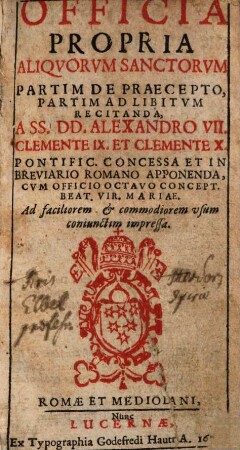 OFFICIA
PROPRIA
ALIQVORVM SANCTORVM
PARTIM DE PRAECEPTO,
PARTIM AD LIBITVM
RECITANDA,
A SS. DD. ALEXANDRO VII.
CLEMENTE IX. ET CLEMENTE X.
PONTIFIC. CONCESSA ET IN
BREVIARIO ROMANO APPONENDA,
CVM OFFICIO OCTAVO CONCEPT.
BEAT. VIR. MARIAE.
Ad faciliorem & commodiorem vsum
coniunctim impressa.
ROMÆ ET MEDIOLANI,
Nunc
LUCERNÆ,
Ex Typographia Godefredi Hautt A. 16